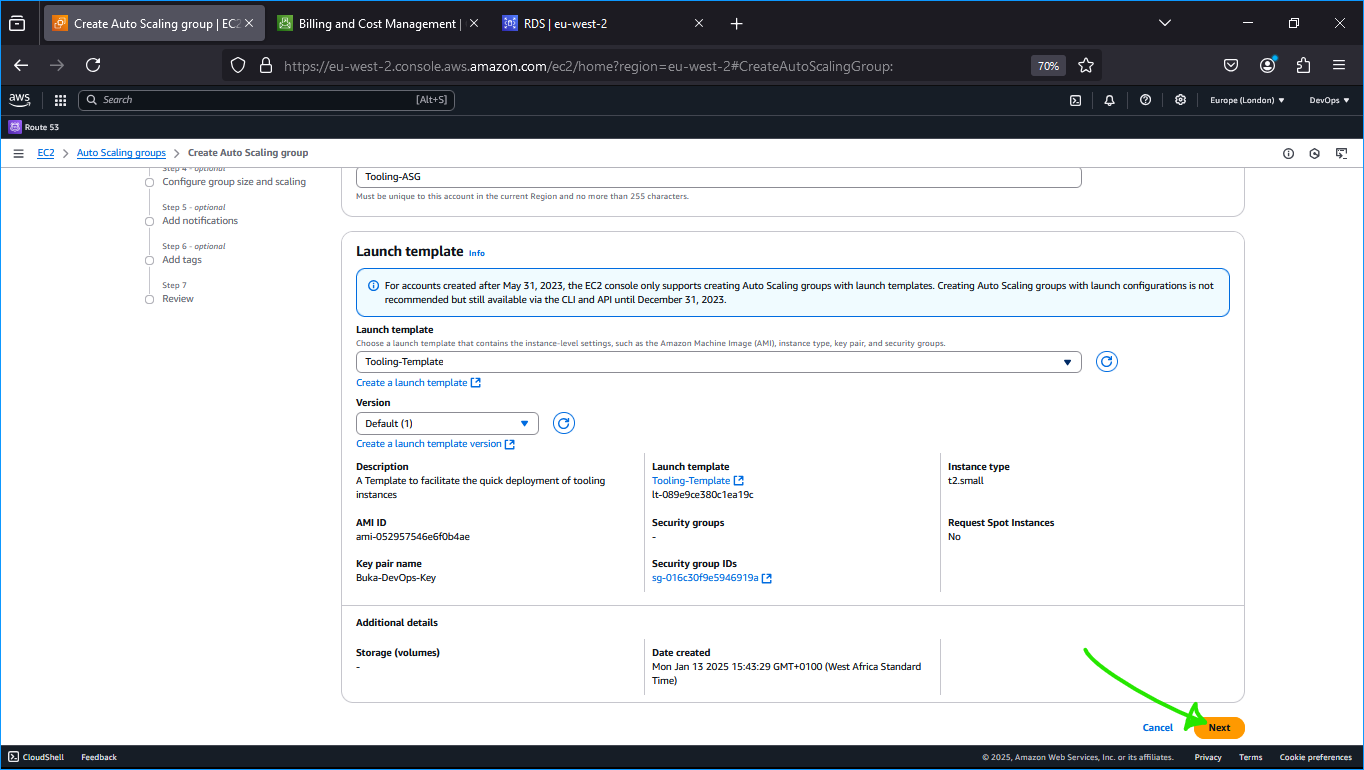 Create Auto Scaling group | EC2
Billing and Cost Management |
RDS | eu-west-2
https://eu-west-2.console.aws.amazon.com/ec2/home?region=eu-west-2#CreateAutoScalingGroup:
70%
aws
Search
[Alt+S]
Europe (London)
DevOps
Route 53
EC2
Auto Scaling groups
Create Auto Scaling group
Step 4 - optional
Configure group size and scaling
Step 5 - optional
Add notifications
Step 6 - optional
Add tags
Step 7
Review
Tooling-ASG
Must be unique to this account in the current Region and no more than 255 characters.
Launch template Info
For accounts created after May 31, 2023, the EC2 console only supports creating Auto Scaling groups with launch templates. Creating Auto Scaling groups with launch configurations is not
recommended but still available via the CLI and API until December 31, 2023.
Launch template
Choose a launch template that contains the instance-level settings, such as the Amazon Machine Image (AMI), instance type, key pair, and security groups.
Tooling-Template
Create a launch template
Version
Default (1)
Create a launch template version
Description
A Template to facilitate the quick deployment of tooling
instances
Launch template
Tooling-Template
lt-089e9ce380c1ea19c
Instance type
t2.small
AMI ID
ami-052957546e6f0b4ae
Security groups
-
Request Spot Instances
No
Key pair name
Buka-DevOps-Key
Security group IDs
sg-016c30f9e5946919a
Additional details
Storage (volumes)
-
Date created
Mon Jan 13 2025 15:43:29 GMT+0100 (West Africa Standard
Time)
Cancel
Next
CloudShell
Feedback
© 2025, Amazon Web Services, Inc. or its affiliates.
Privacy
Terms
Cookie preferences